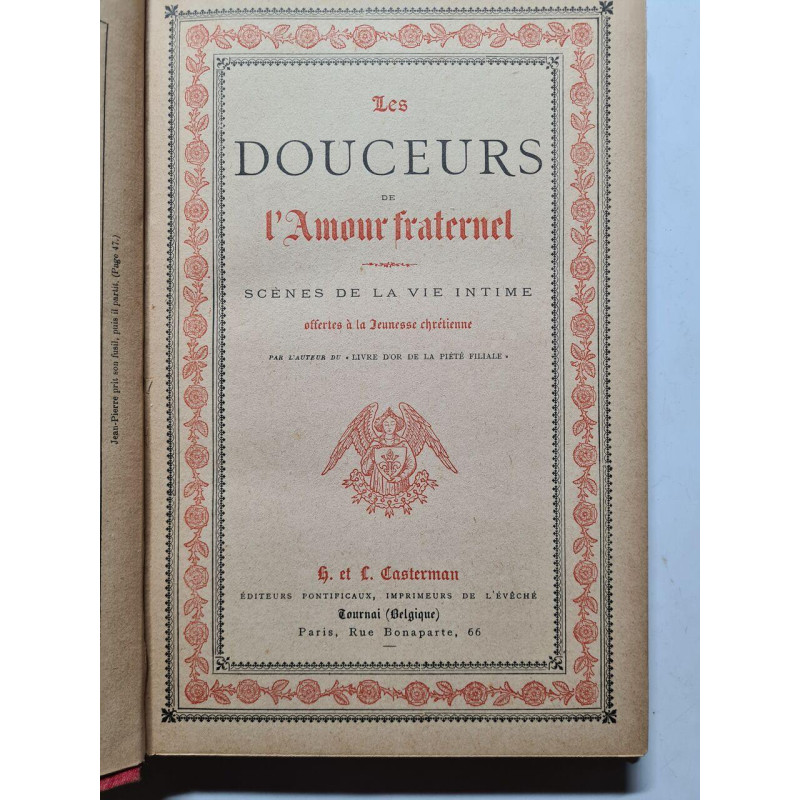 Jean-Pierre prit son fusil, puis il partit. (Page 47.)
Les
DOUCEURS
DE
l'Amour fraternel
SCÈNES DE LA VIE INTIME
offertes à la Jeunesse chrétienne
PAR L'AUTEUR DU « LIVRE D'OR DE LA PIÉTÉ FILIALE »
H. et L. Casterman
ÉDITEURS PONTIFICAUX, IMPRIMEURS DE L'ÉVÊCHÉ
Tournai (Belgique)
Paris, Rue Bonaparte, 66